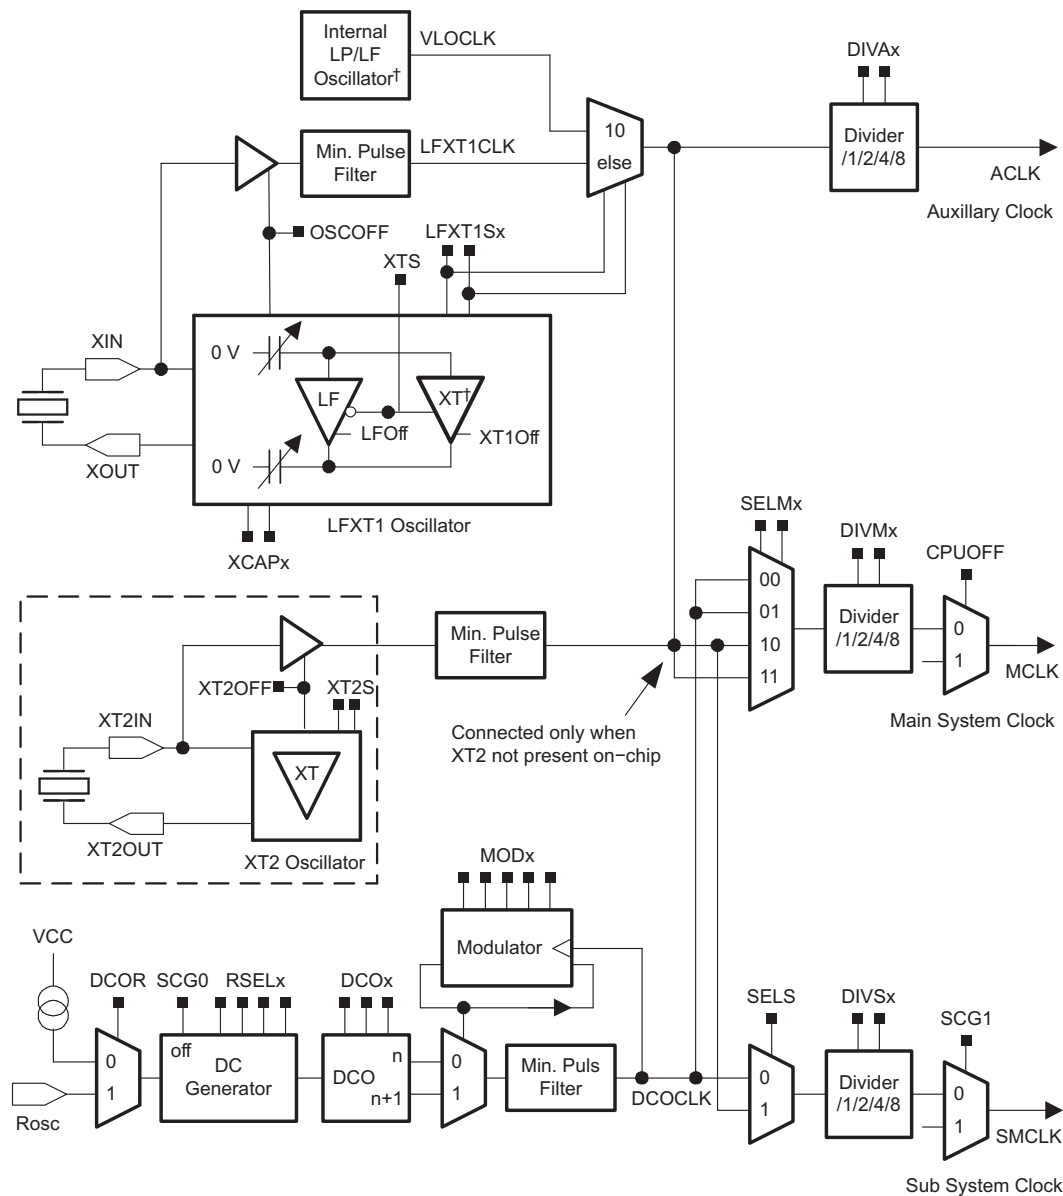 Internal
LP/LF
Oscillator†
VLOCLK
DIVAx
10
else
Divider
/1/2/4/8
ACLK
Auxillary Clock
Min. Pulse
Filter
LFXT1CLK
OSCOFF
LFXT1Sx
XTS
XIN
0 V
LF
XT†
LFOff
XT1Off
0 V
XOUT
LFXT1 Oscillator
XCAPx
SELMx
DIVMx
CPUOFF
00
01
10
11
Divider
/1/2/4/8
0
1
MCLK
Main System Clock
Min. Pulse
Filter
XT2OFF
XT2S
Connected only when
XT2 not present on−chip
XT2IN
XT
XT2OUT
XT2 Oscillator
MODx
Modulator
VCC
DCOR
SCG0
RSELx
DCOx
0
1
off
DC
Generator
DCO
n
n+1
0
1
Min. Puls
Filter
DCOCLK
Rosc
SELS
DIVSx
SCG1
0
1
Divider
/1/2/4/8
0
1
SMCLK
Sub System Clock